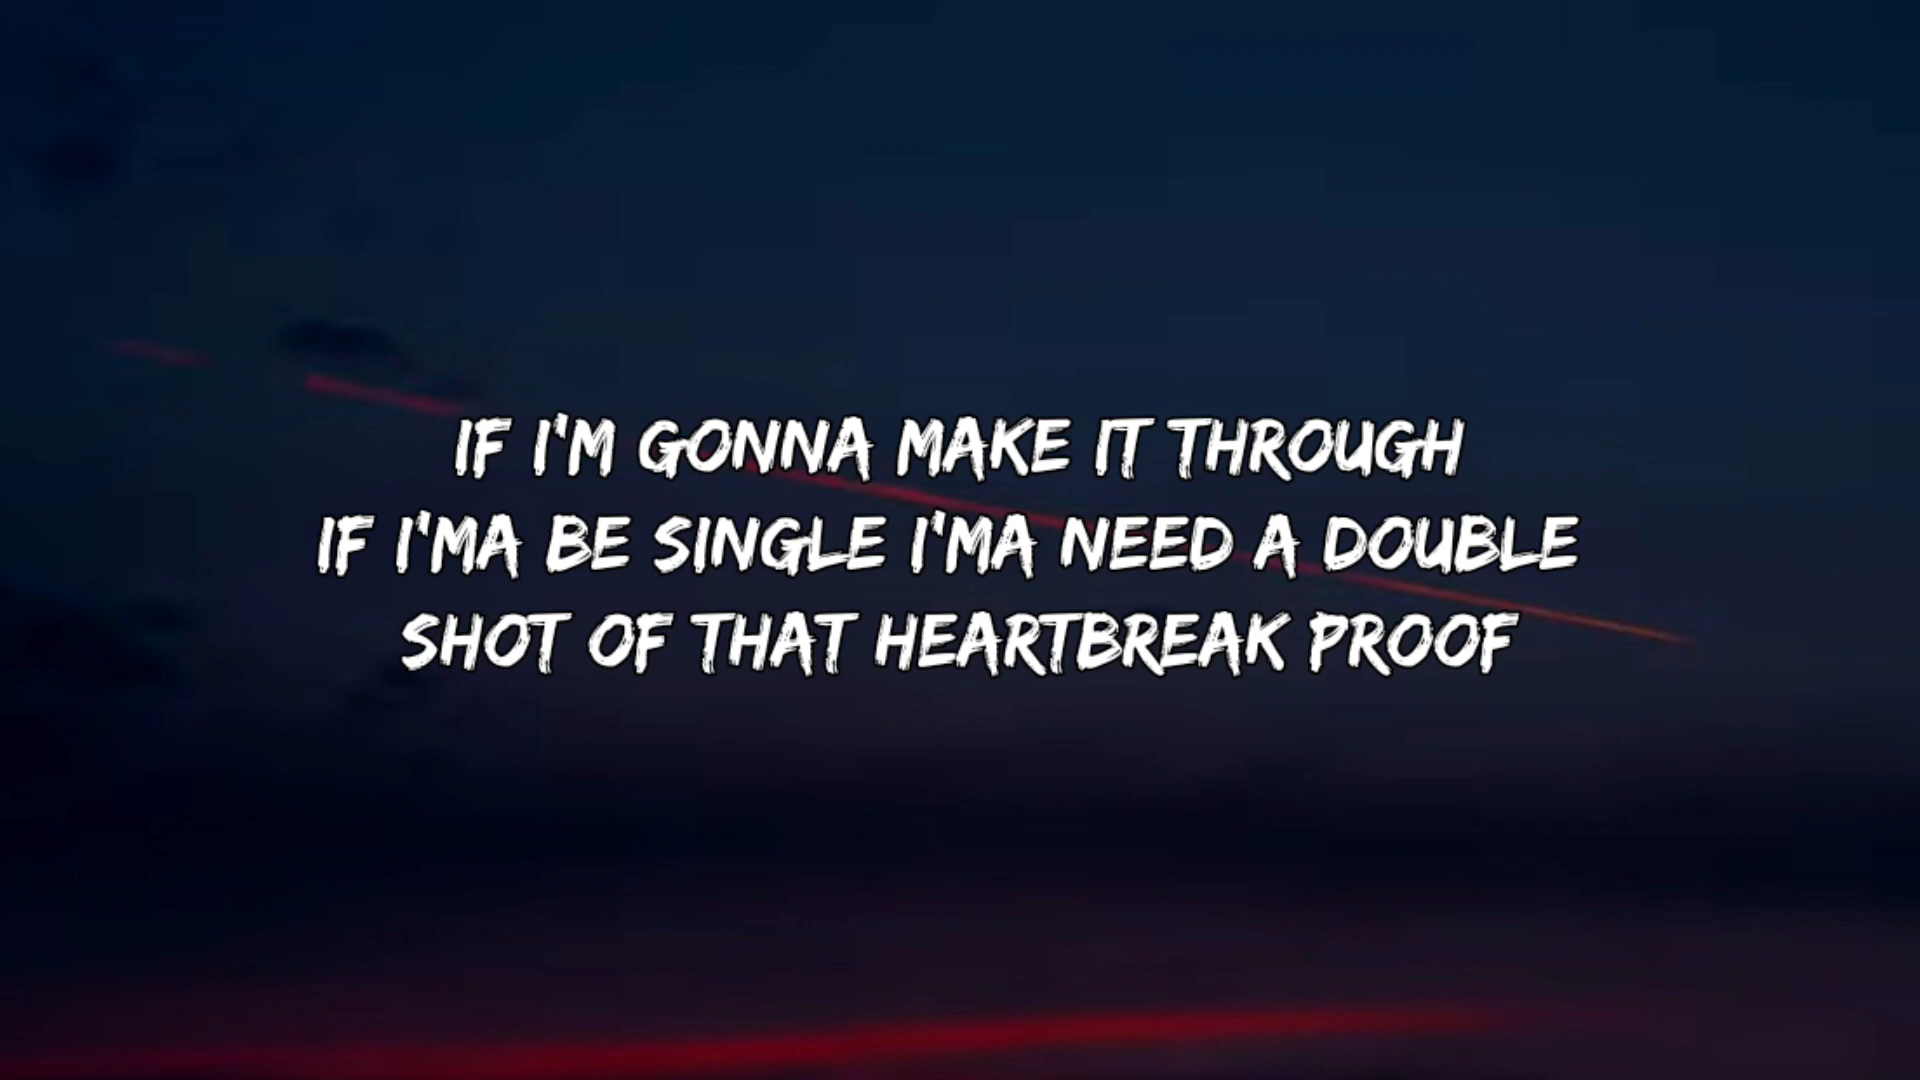 IF I'M GONNA MAKE IT THROUGH
IF I'MA BE SINGLE I'MA NEED A DOUBLE
SHOT OF THAT HEARTBREAK PROOF